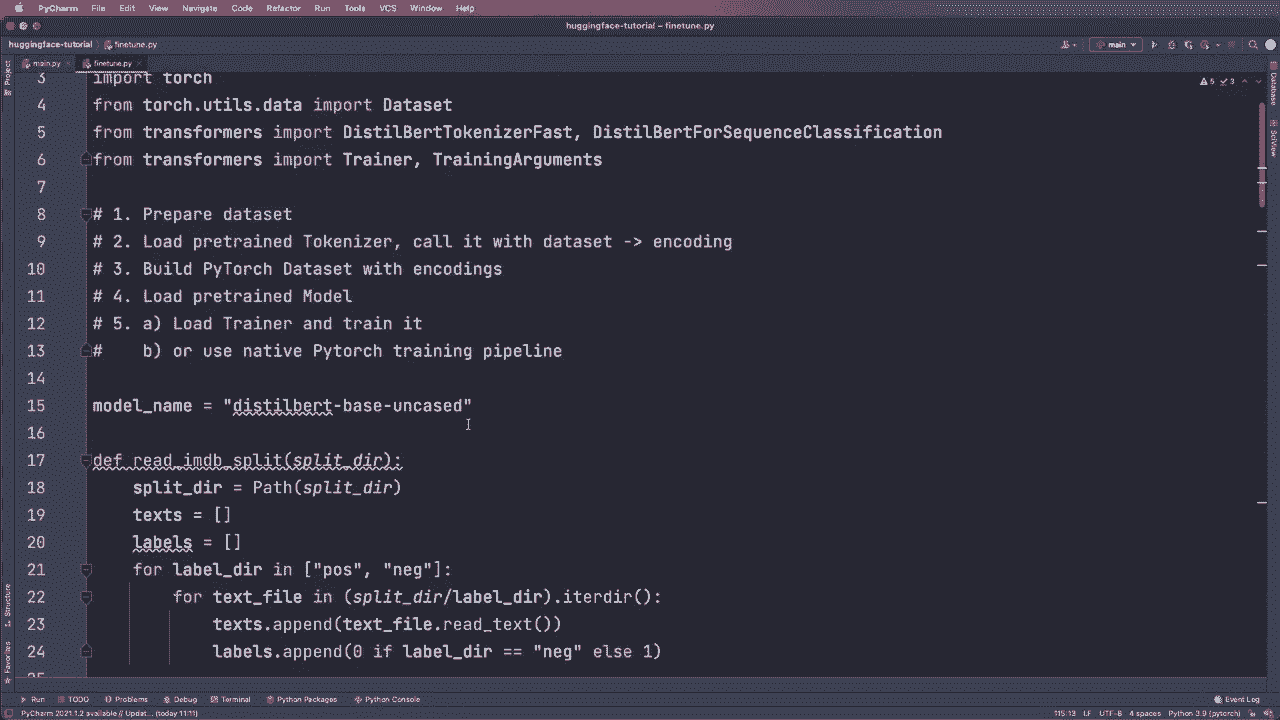 PyCharm File Edit View Navigate Code Refactor Run Tools VCS Window Help
huggingface-tutorial – finetune.py
huggingface-tutorial finetune.py main
main.py finetune.py
Project
Database
SciView
5 3
3 import torch
4 from torch.utils.data import Dataset
5 from transformers import DistilBertTokenizerFast, DistilBertForSequenceClassification
6 from transformers import Trainer, TrainingArguments
7
8 # 1. Prepare dataset
9 # 2. Load pretrained Tokenizer, call it with dataset -> encoding
10 # 3. Build PyTorch Dataset with encodings
11 # 4. Load pretrained Model
12 # 5. a) Load Trainer and train it
13 #    b) or use native Pytorch training pipeline
14
15 model_name = "distilbert-base-uncased"
16
17 def read_imdb_split(split_dir):
18     split_dir = Path(split_dir)
19     texts = []
20     labels = []
21     for label_dir in ["pos", "neg"]:
22         for text_file in (split_dir/label_dir).iterdir():
23             texts.append(text_file.read_text())
24             labels.append(0 if label_dir == "neg" else 1)
Structure
Favorites
Run TODO Problems Debug Terminal Python Packages Python Console Event Log
PyCharm 2021.1.2 available // Updat... (today 11:11) 115:13 LF UTF-8 4 spaces Python 3.9 (pytorch)